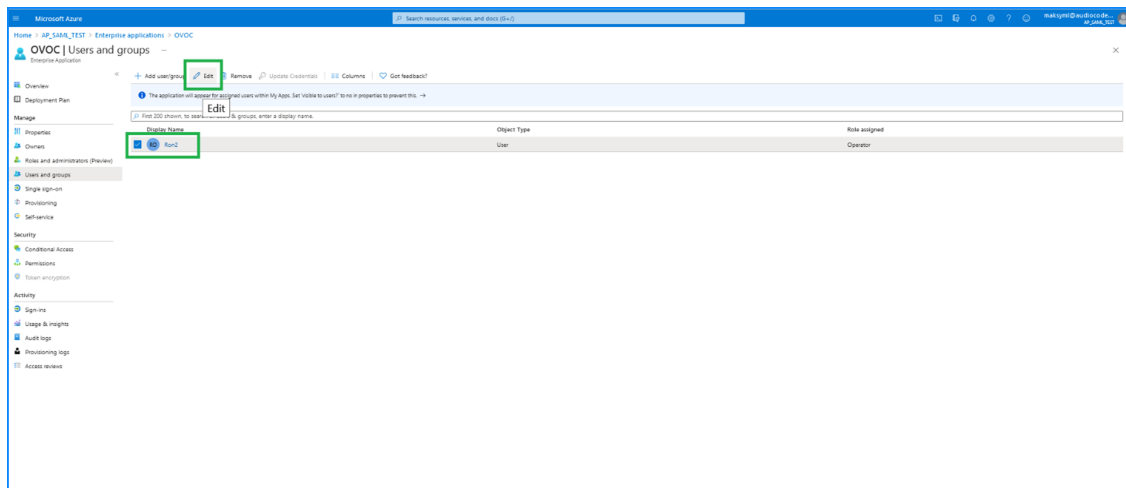 Microsoft Azure
Search resources, services, and docs (G+/)
maksyml@audiocode...
AP_SAML_TEST
Home > AP_SAML_TEST > Enterprise applications > OVOC
OVOC | Users and groups
Enterprise Application
Add user/group
Edit
Remove
Update Credentials
Columns
Got feedback?
The application will appear for assigned users within My Apps. Set 'visible to users?' to no in properties to prevent this. →
Edit
First 200 shown, to search all users & groups, enter a display name.
Display Name Object Type Role assigned
RO Ron2 User Operator
Overview
Deployment Plan
Manage
Properties
Owners
Roles and administrators (Preview)
Users and groups
Single sign-on
Provisioning
Self-service
Security
Conditional Access
Permissions
Token encryption
Activity
Sign-ins
Usage & insights
Audit logs
Provisioning logs
Access reviews